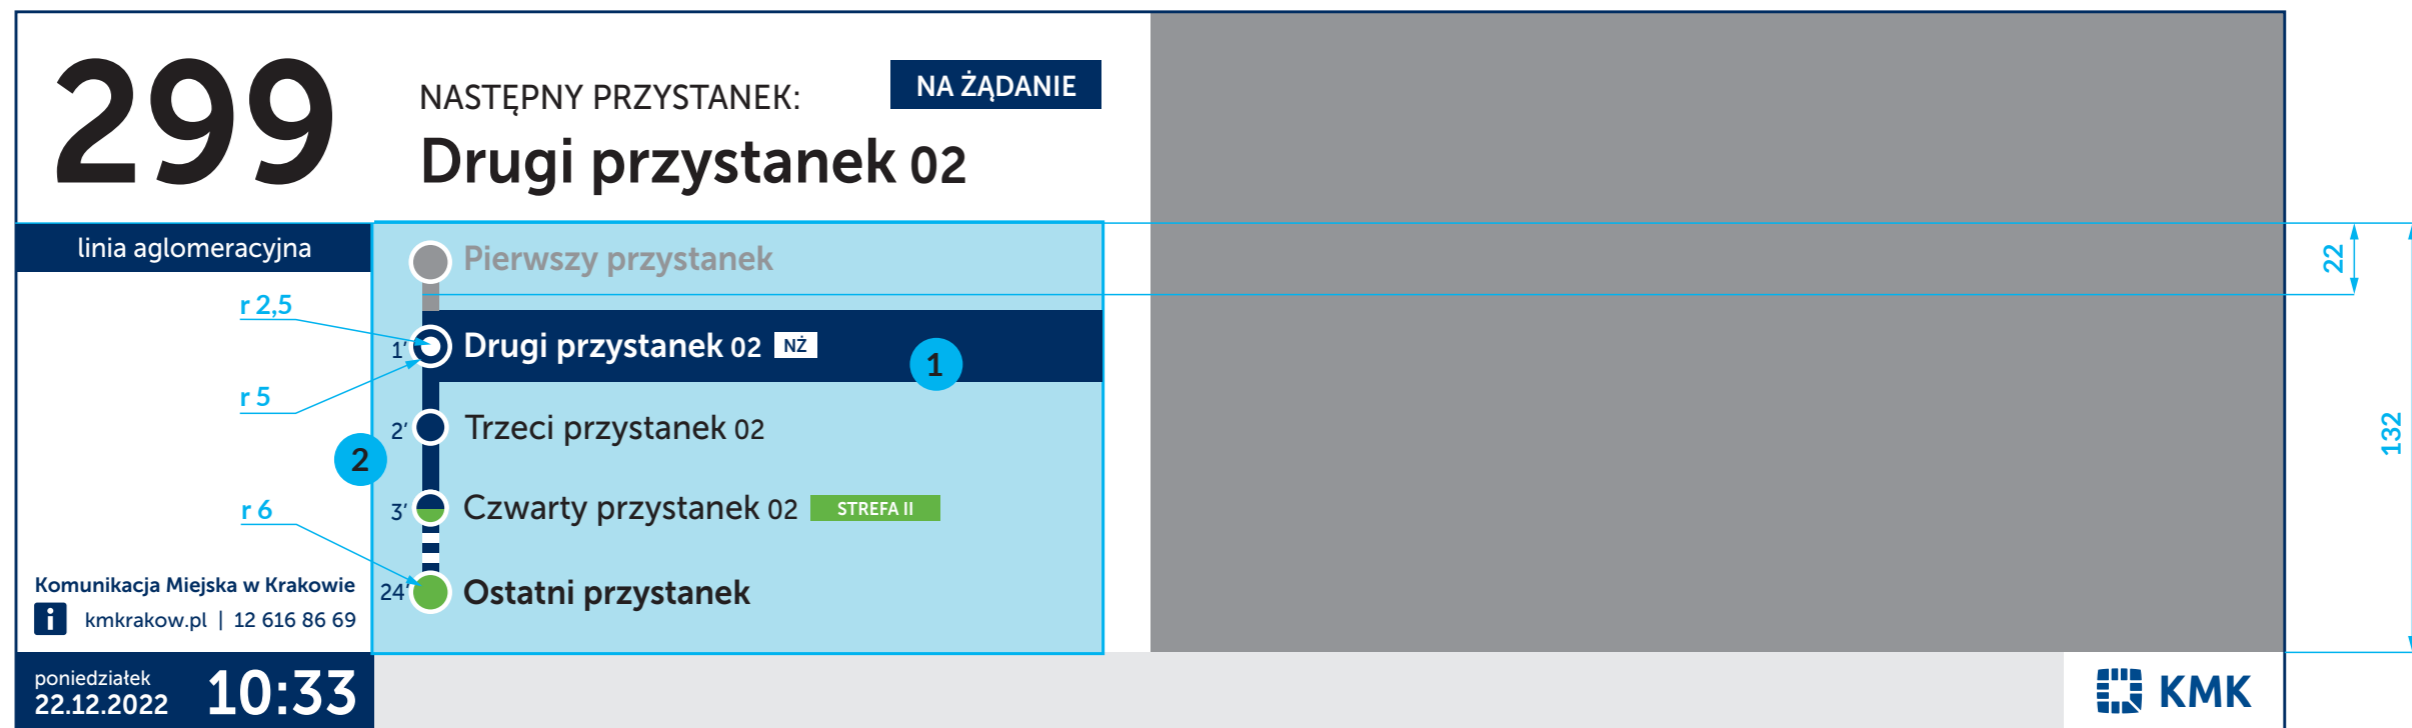 299
NASTĘPNY PRZYSTANEK:
NA ŻĄDANIE
Drugi przystanek 02
linia aglomeracyjna
Pierwszy przystanek
22
r 2,5
1’ Drugi przystanek 02 NŻ
1
r 5
2’ Trzeci przystanek 02
132
2
r 6
3’ Czwarty przystanek 02 STREFA II
24’ Ostatni przystanek
Komunikacja Miejska w Krakowie
i kmkrakow.pl | 12 616 86 69
poniedziałek
22.12.2022
10:33
KMK